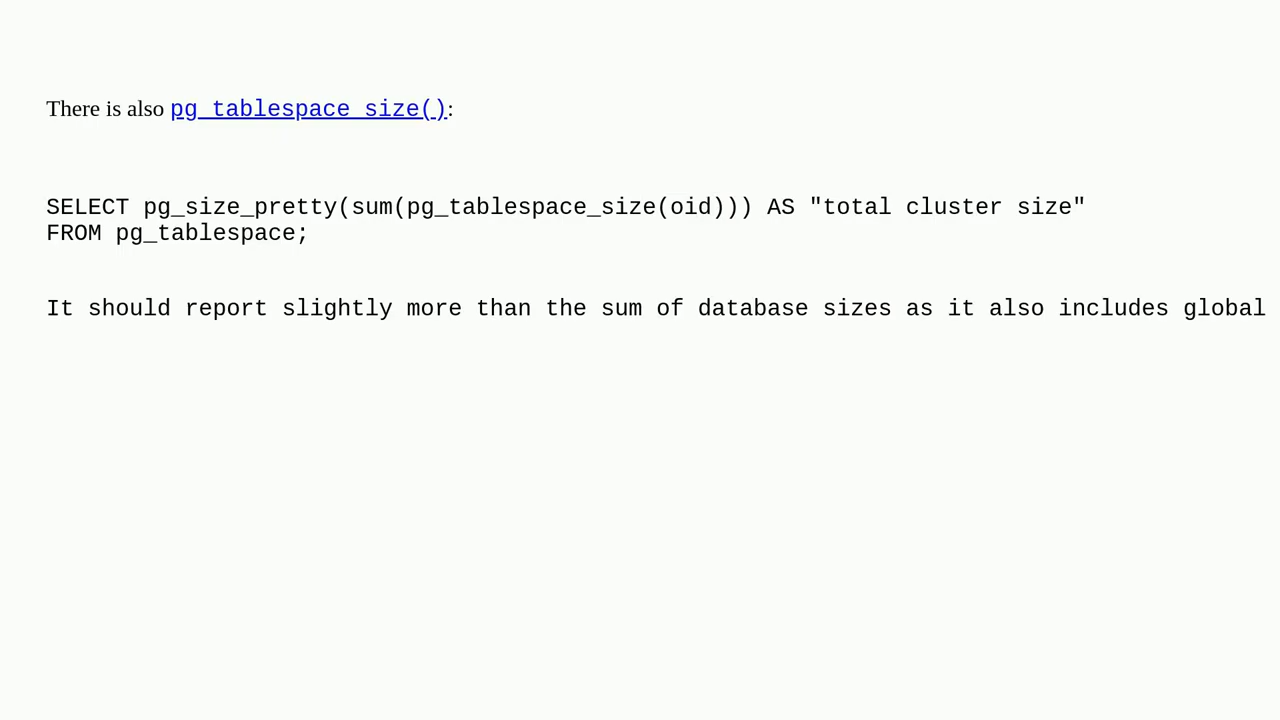 There is also pg_tablespace_size():
SELECT pg_size_pretty(sum(pg_tablespace_size(oid))) AS "total cluster size"
FROM pg_tablespace;
It should report slightly more than the sum of database sizes as it also includes global